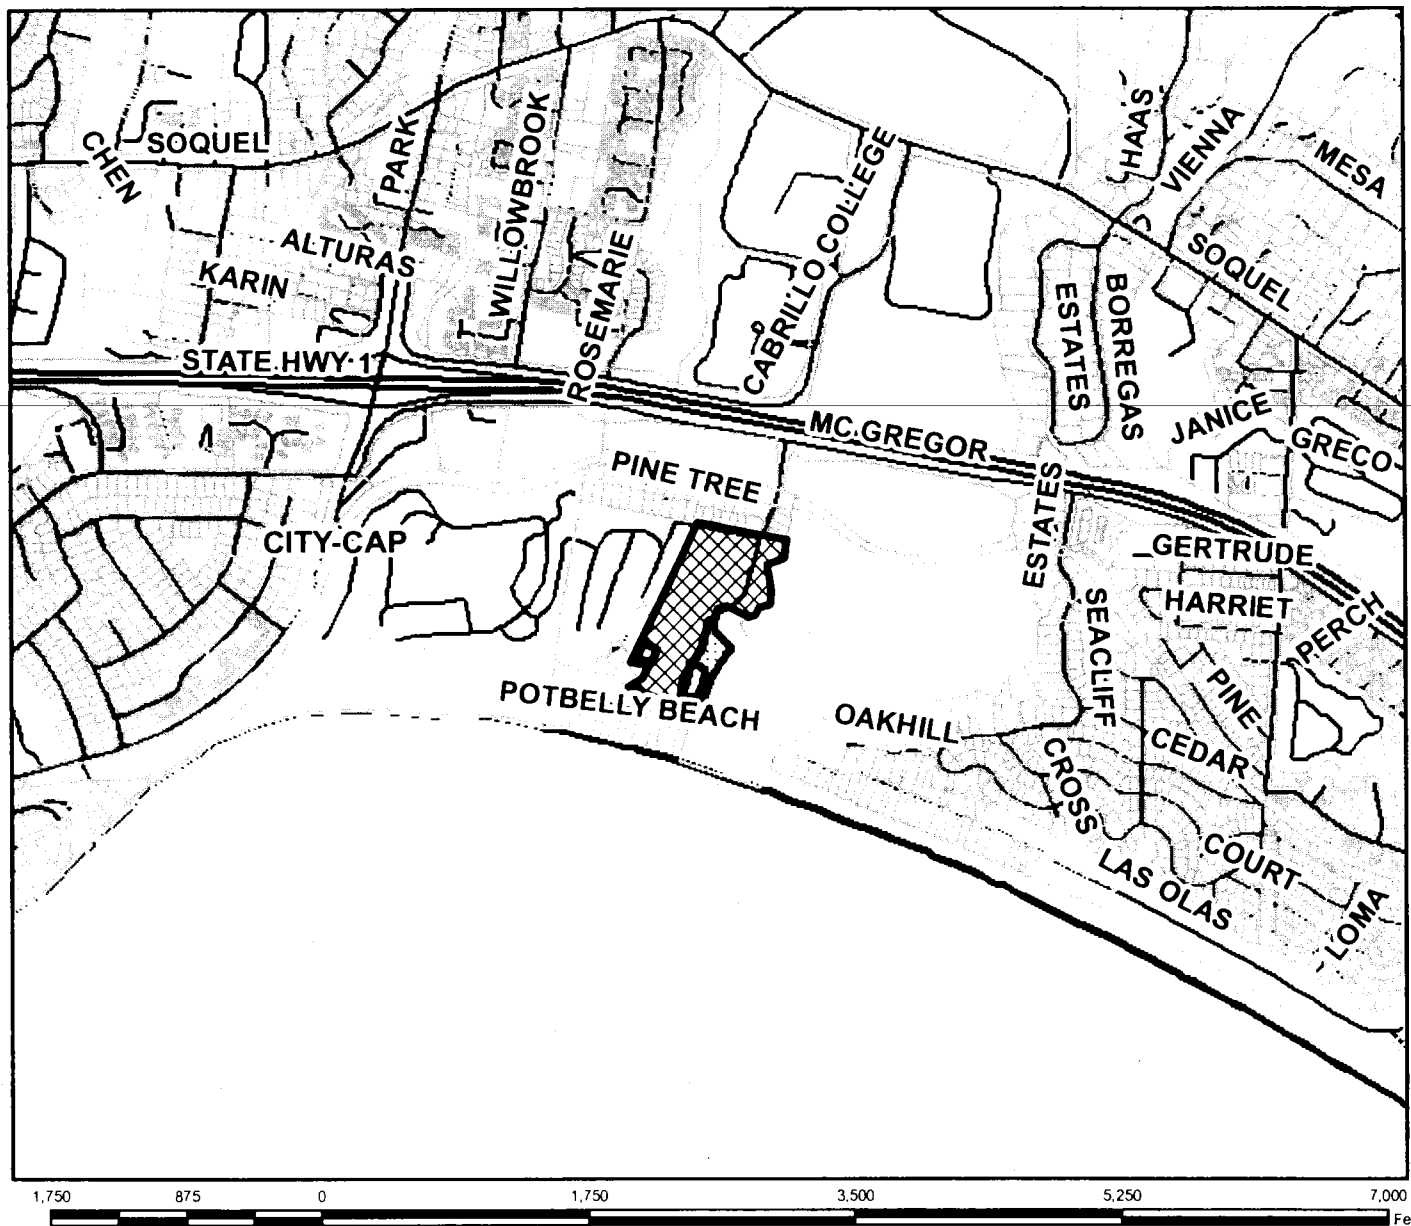 HAAS
VIENNA
MESA
CHEN
SOQUEL
PARK
WILLOWBROOK
CABRILLO COLLEGE
ALTURAS
KARIN
ROSEMARIE
SOQUEL
ESTATES
BORREGAS
STATE HWY 1
MC GREGOR
JANICE
GRECO
PINE TREE
ESTATES
CITY-CAP
GERTRUDE
HARRIET
PERCH
SEACLIFF
PINE
POTBELLY BEACH
OAKHILL
CEDAR
CROSS
COURT
LAS OLAS
LOMA
1,750 875 0 1,750 3,500 5,250 7,000
Fe